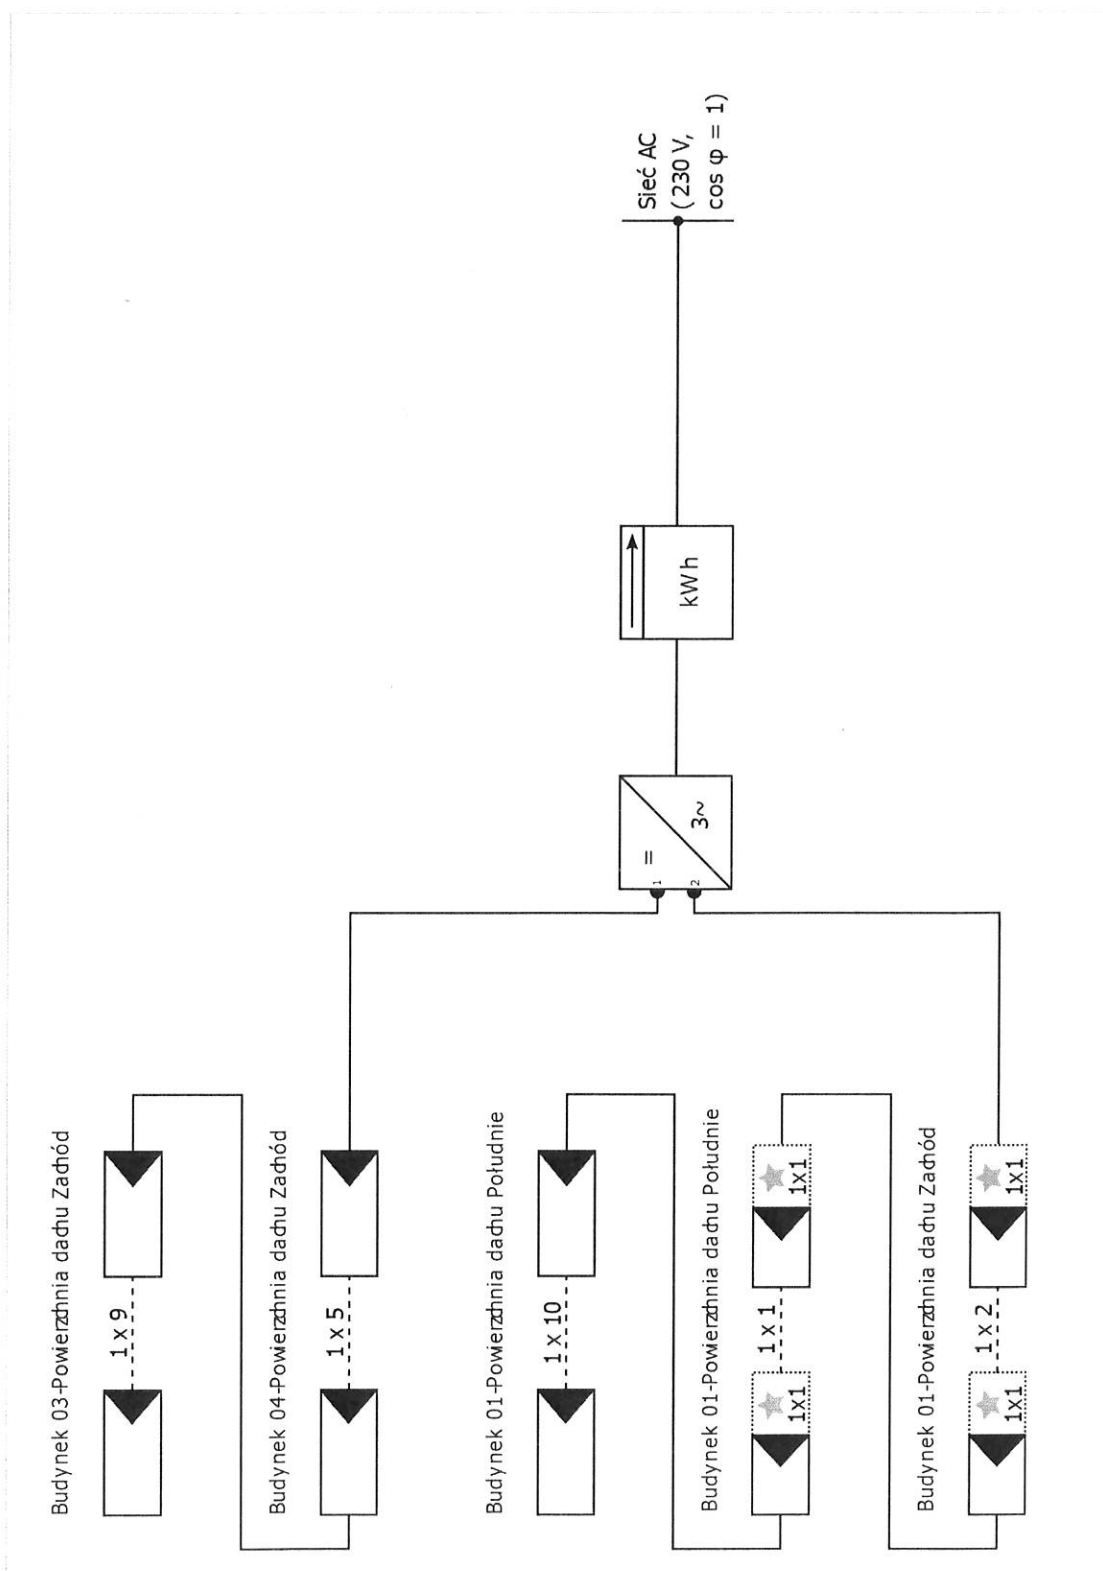 Budynek 03-Powierzchnia dachu Zachód
1 x 9
Budynek 04-Powierzchnia dachu Zachód
1 x 5
Budynek 01-Powierzchnia dachu Południe
1 x 10
Budynek 01-Powierzchnia dachu Południe
1x1
1 x 1
1x1
Budynek 01-Powierzchnia dachu Zachód
1x1
1 x 2
1x1
=
3~
1
2
kWh
Sieć AC
(230 V,
cos φ = 1)